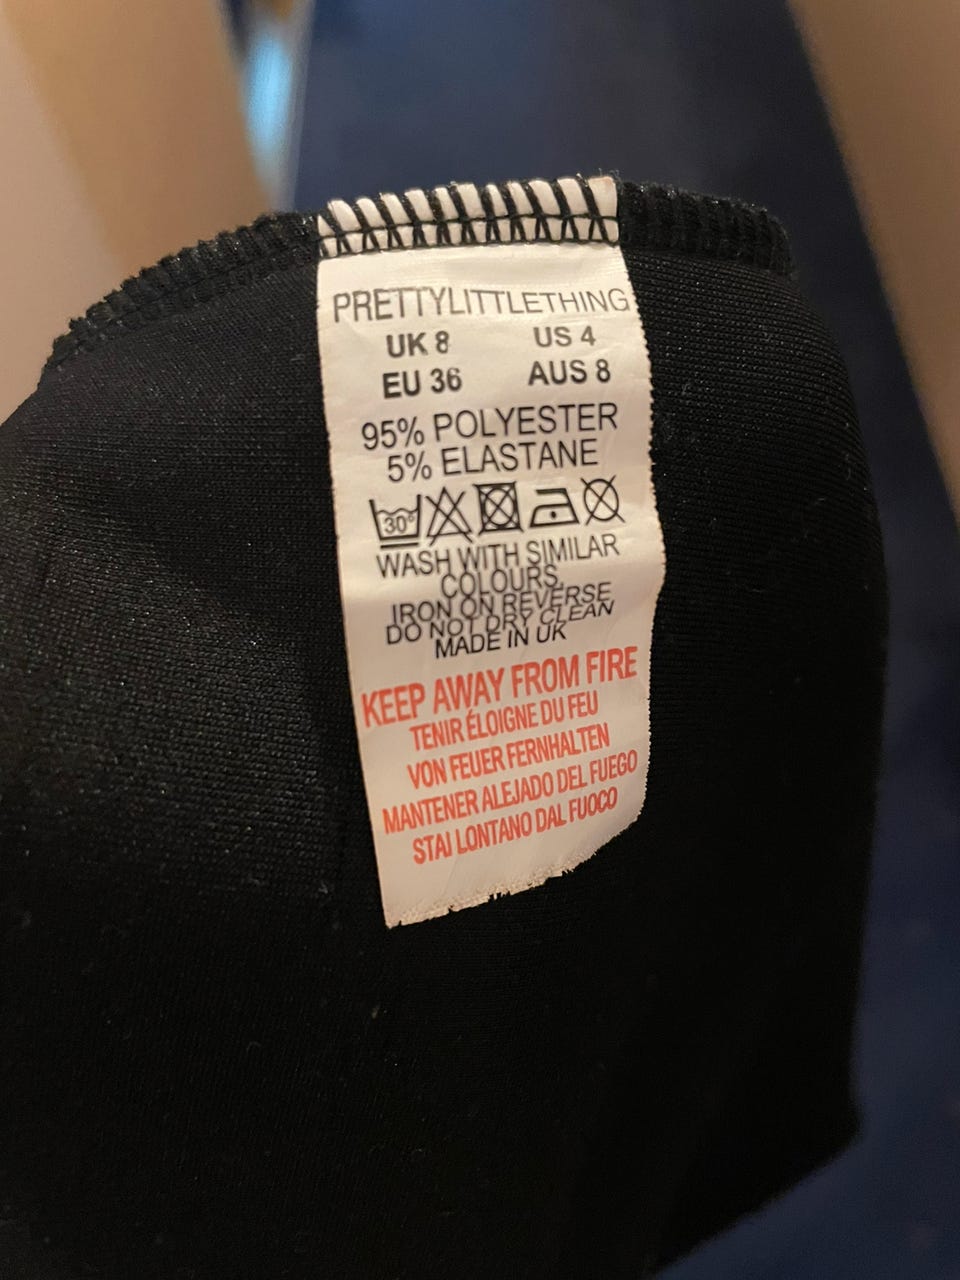 PRETTYLITTLETHING
UK 8 US 4
EU 36 AUS 8
95% POLYESTER
5% ELASTANE
30°
WASH WITH SIMILAR
COLOURS,
IRON ON REVERSE
DO NOT DRY CLEAN
MADE IN UK
KEEP AWAY FROM FIRE
TENIR ÉLOIGNE DU FEU
VON FEUER FERNHALTEN
MANTENER ALEJADO DEL FUEGO
STAI LONTANO DAL FUOCO